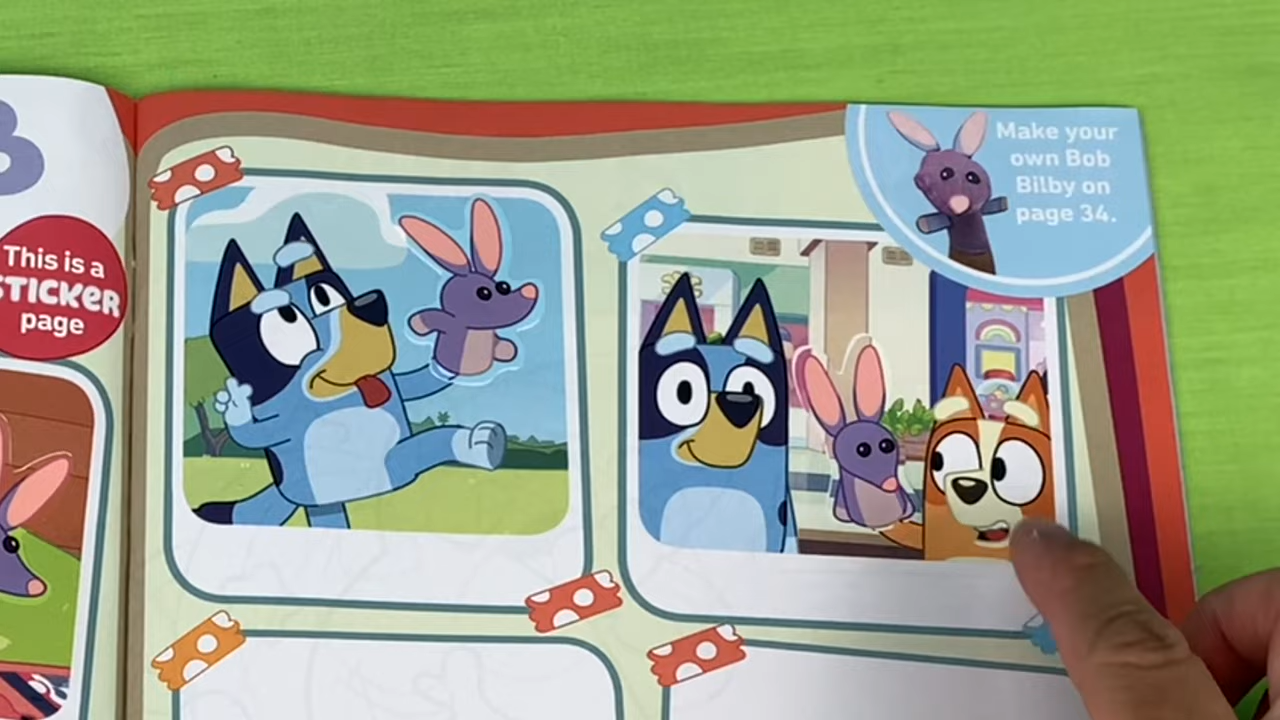 This is a
STICKER
page
Make your
own Bob
Bilby on
page 34.